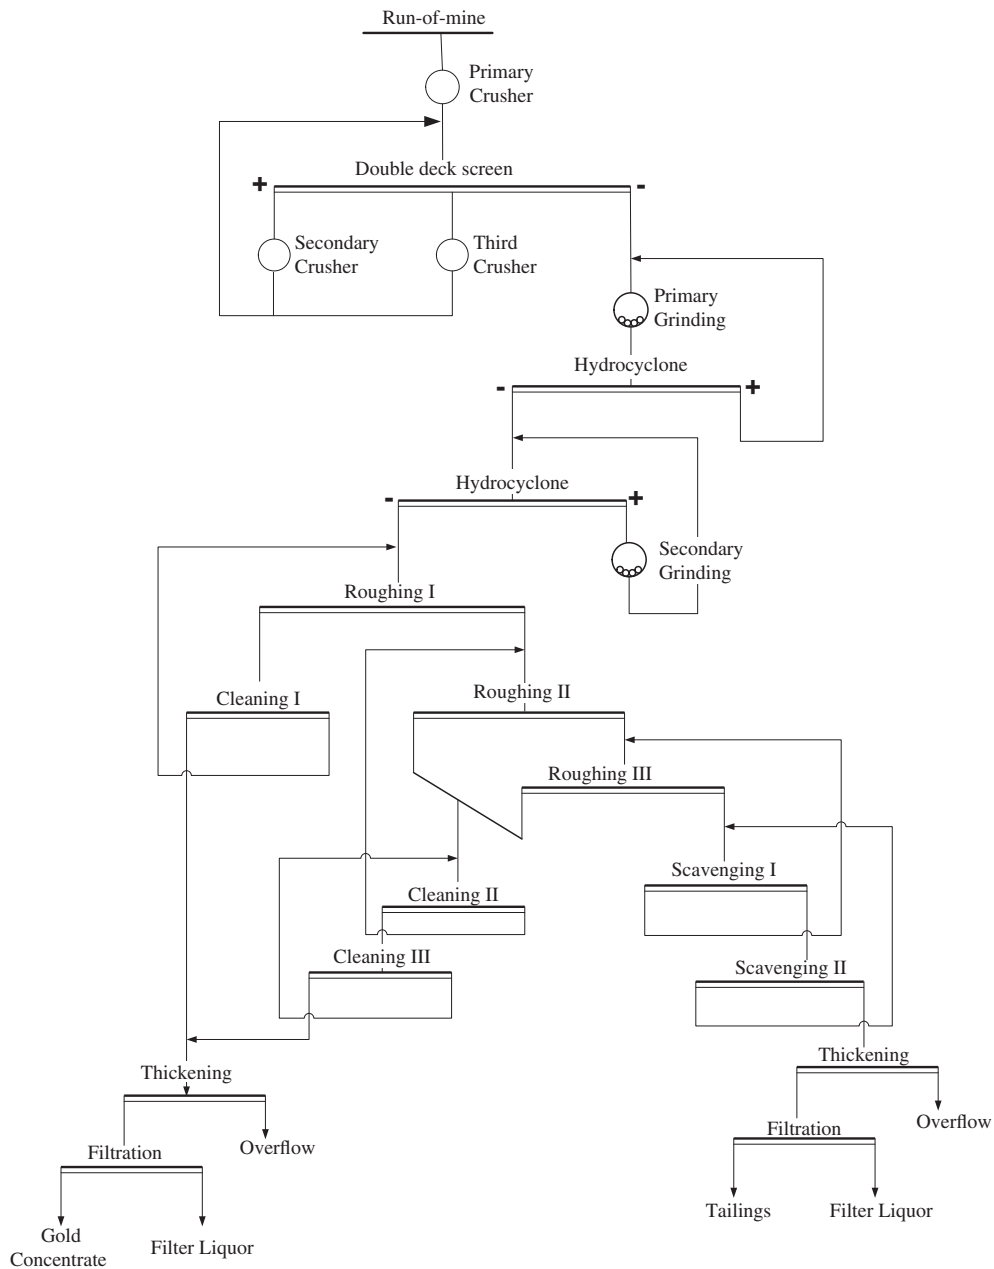 Run-of-mine
Primary
Crusher
Double deck screen
+
-
Secondary
Crusher
Third
Crusher
Primary
Grinding
Hydrocyclone
-
+
Hydrocyclone
-
+
Secondary
Grinding
Roughing I
Cleaning I
Roughing II
Roughing III
Scavenging I
Cleaning II
Cleaning III
Scavenging II
Thickening
Overflow
Filtration
Tailings
Filter Liquor
Thickening
Overflow
Filtration
Gold
Concentrate
Filter Liquor